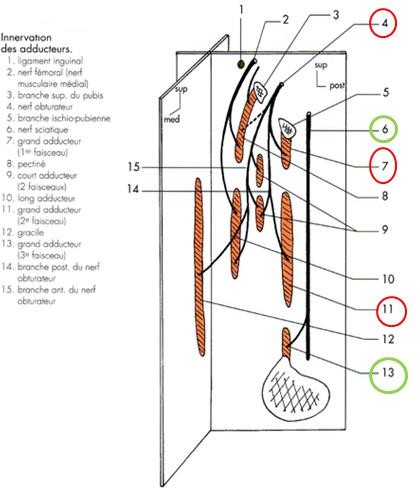 Innervation
des adducteurs.
1. ligament inguinal
2. nerf fémoral (nerf
musculaire médial)
3. branche sup. du pubis
4. nerf obturateur
5. branche ischio-pubienne
6. nerf sciatique
7. grand adducteur
(1er faisceau)
8. pectiné
9. court adducteur
(2 faisceaux)
10. long adducteur
11. grand adducteur
(2e faisceau)
12. gracile
13. grand adducteur
(3e faisceau)
14. branche post. du nerf
obturateur
15. branche ant. du nerf
obturateur
1
2
3
4
sup
med
sup
post
5
6
7
15
8
14
9
10
11
12
13